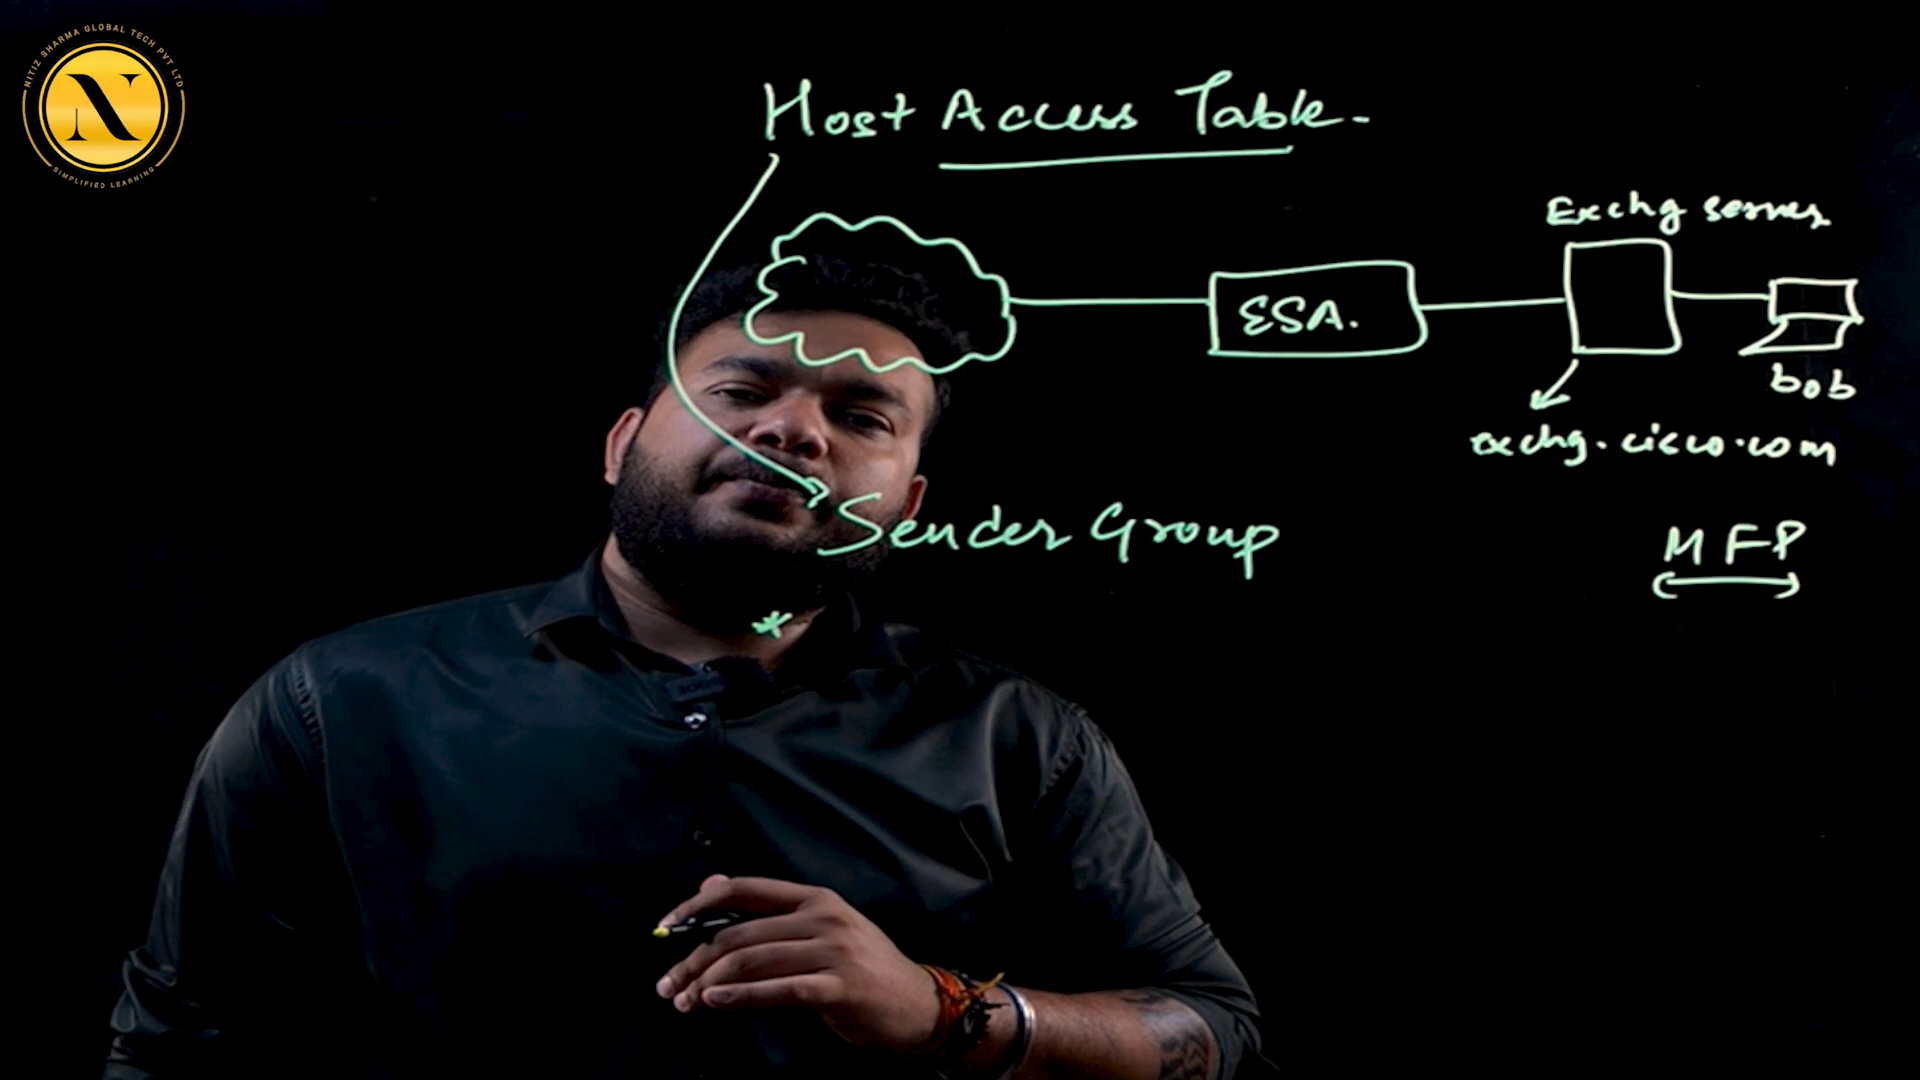 NITIZ SHARMA GLOBAL TECH PVT LTD
N
SIMPLIFIED LEARNING
Host Access Table.
Exchg server
ESA.
bob
exchg.cisco.com
Sender Group
MFP
*